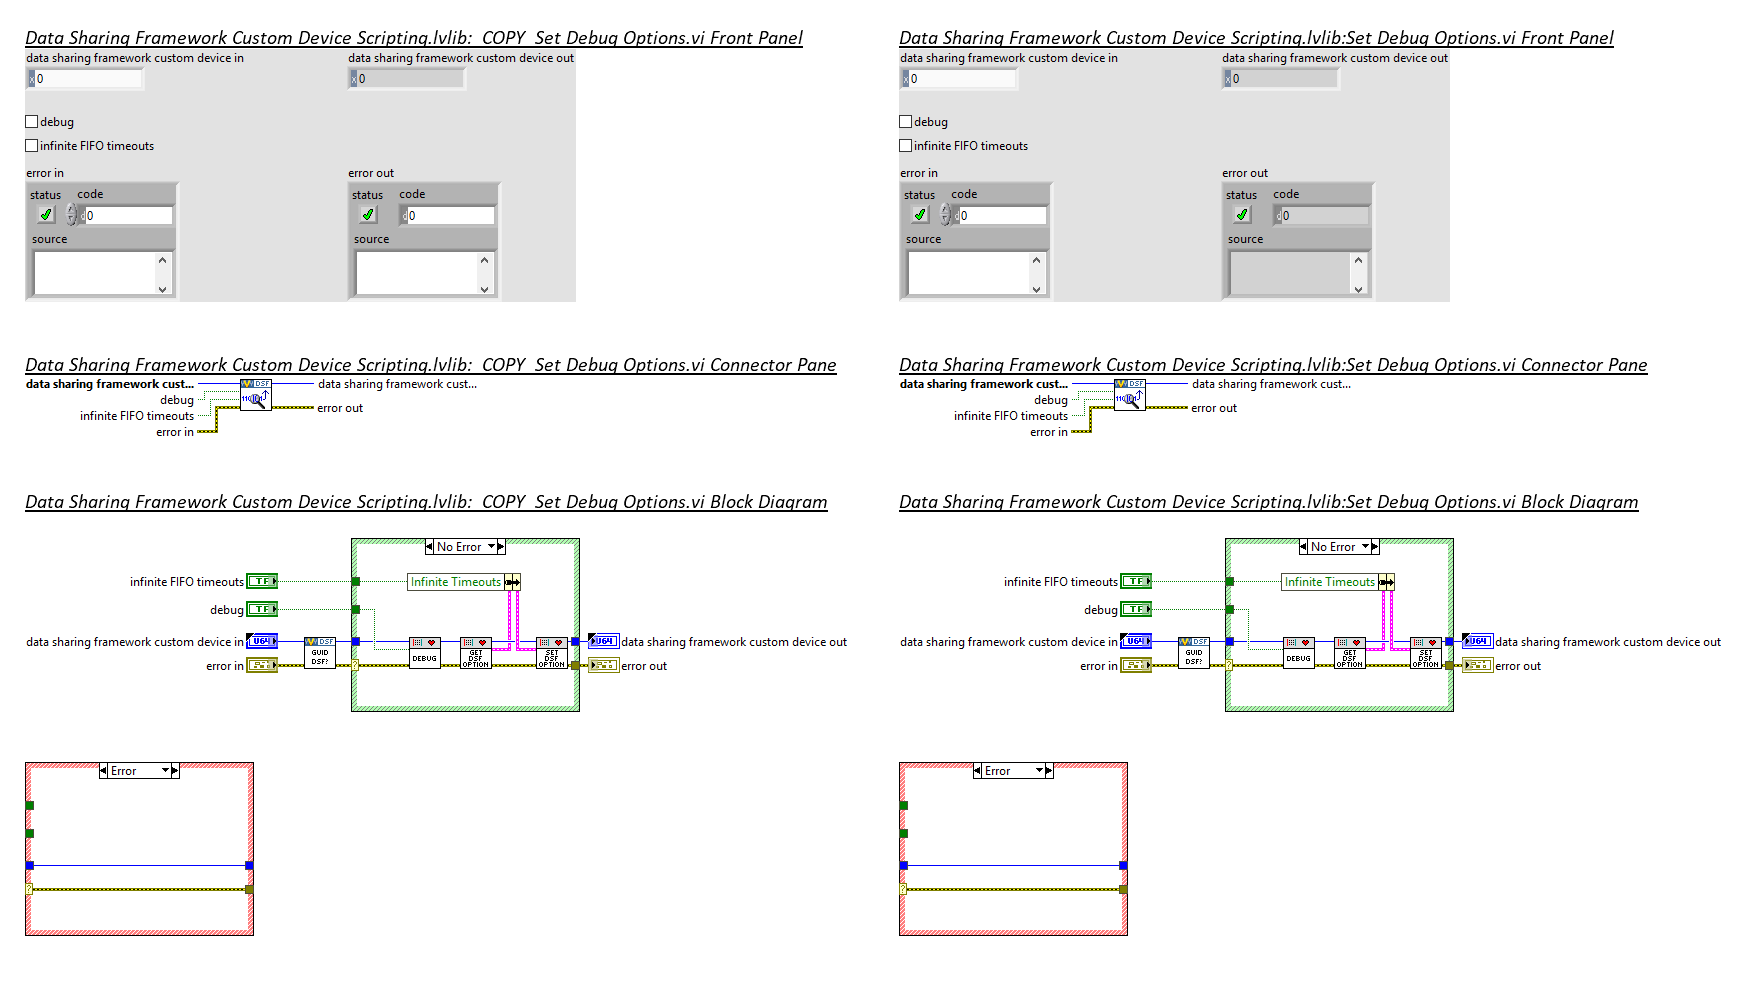 Data Sharing Framework Custom Device Scripting.lvlib:_COPY_Set Debug Options.vi Front Panel
data sharing framework custom device in
data sharing framework custom device out
x 0
x 0
debug
infinite FIFO timeouts
error in
error out
status code
status code
d 0
d 0
source
source
Data Sharing Framework Custom Device Scripting.lvlib:_COPY_Set Debug Options.vi Connector Pane
data sharing framework cust...
DSF
data sharing framework cust...
debug
infinite FIFO timeouts
error out
error in
Data Sharing Framework Custom Device Scripting.lvlib:_COPY_Set Debug Options.vi Block Diagram
No Error
infinite FIFO timeouts
TF
Infinite Timeouts
debug
TF
data sharing framework custom device in
U64
DSF
GUID
DSF?
DEBUG
GET
DSF
OPTION
SET
DSF
OPTION
U64
data sharing framework custom device out
error in
?
error out
Error
?
Data Sharing Framework Custom Device Scripting.lvlib:Set Debug Options.vi Front Panel
data sharing framework custom device in
data sharing framework custom device out
x 0
x 0
debug
infinite FIFO timeouts
error in
error out
status code
status code
d 0
d 0
source
source
Data Sharing Framework Custom Device Scripting.lvlib:Set Debug Options.vi Connector Pane
data sharing framework cust...
DSF
data sharing framework cust...
debug
infinite FIFO timeouts
error out
error in
Data Sharing Framework Custom Device Scripting.lvlib:Set Debug Options.vi Block Diagram
No Error
infinite FIFO timeouts
TF
Infinite Timeouts
debug
TF
data sharing framework custom device in
U64
DSF
GUID
DSF?
DEBUG
GET
DSF
OPTION
SET
DSF
OPTION
U64
data sharing framework custom device out
error in
?
error out
Error
?